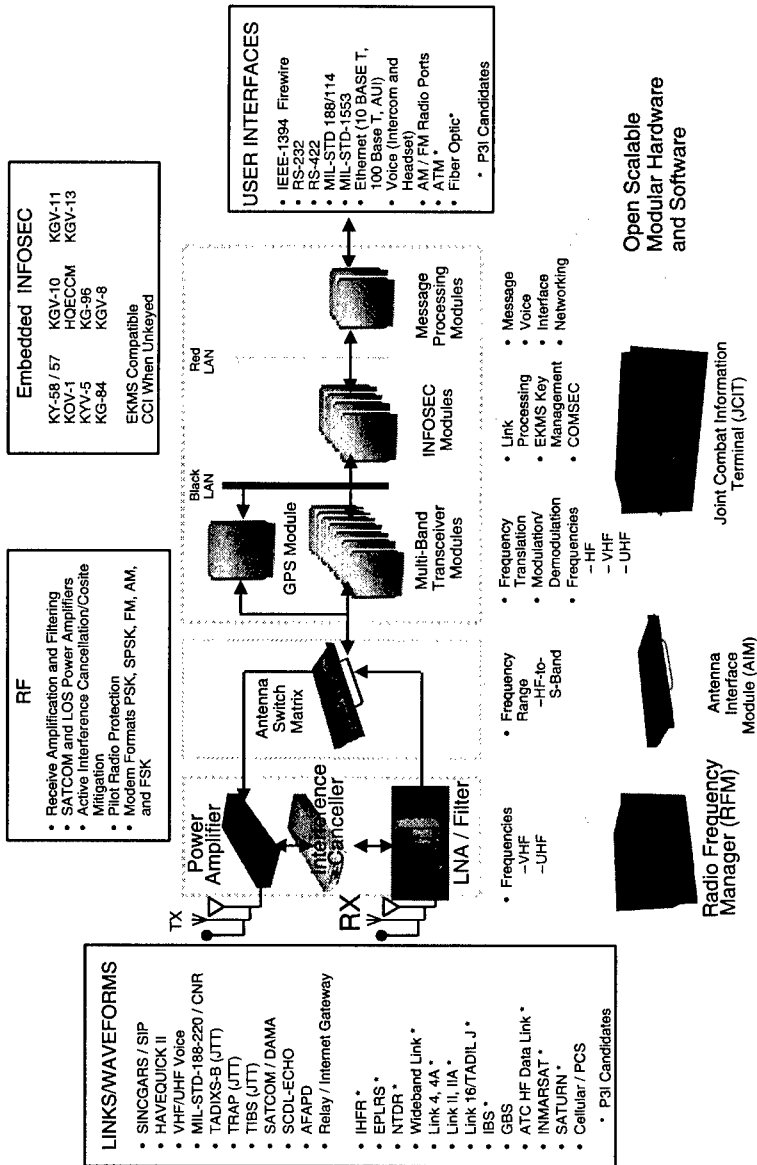 LINKS/WAVEFORMS
• SINCGARS / SIP
• HAVEQUICK II
• VHF/UHF Voice
• MIL-STD-188-220 / CNR
• TADIXS-B (JTT)
• TRAP (JTT)
• TIBS (JTT)
• SATCOM / DAMA
• SCDL-ECHO
• AFAPD
• Relay / Internet Gateway
• IHFR *
• EPLRS *
• NTDR *
• Wideband Link *
• Link 4, 4A *
• Link II, IIA *
• Link 16/TADIL J *
• IBS *
• GBS
• ATC HF Data Link *
• INMARSAT *
• SATURN *
• Cellular / PCS
* P3I Candidates
RF
• Receive Amplification and Filtering
• SATCOM and LOS Power Amplifiers
• Active Interference Cancellation/Cosite
Mitigation
• Pilot Radio Protection
• Modem Formats PSK, SPSK, FM, AM,
and FSK
Embedded INFOSEC
KY-58 / 57 KGV-10 KGV-11
KOV-1 HQECCM KGV-13
KYV-5 KG-96
KG-84 KGV-8
EKMS Compatible
CCI When Unkeyed
TX
Power
Amplifier
Interference
Canceller
RX
LNA / Filter
Antenna
Switch
Matrix
Black
LAN
GPS Module
Multi-Band
Transceiver
Modules
Red
LAN
INFOSEC
Modules
Message
Processing
Modules
USER INTERFACES
• IEEE-1394 Firewire
• RS-232
• RS-422
• MIL-STD 188/114
• MIL-STD-1553
• Ethernet (10 BASE T,
100 Base T, AUI)
• Voice (Intercom and
Headset)
• AM / FM Radio Ports
• ATM *
• Fiber Optic*
* P3I Candidates
• Frequencies
–VHF
–UHF
• Frequency
Range
–HF-to-
S-Band
• Frequency
Translation
• Modulation/
Demodulation
• Frequencies
–HF
–VHF
–UHF
• Link
Processing
• EKMS Key
Management
• COMSEC
• Message
• Voice
• Interface
• Networking
Radio Frequency
Manager (RFM)
Antenna
Interface
Module (AIM)
Joint Combat Information
Terminal (JCIT)
Open Scalable
Modular Hardware
and Software